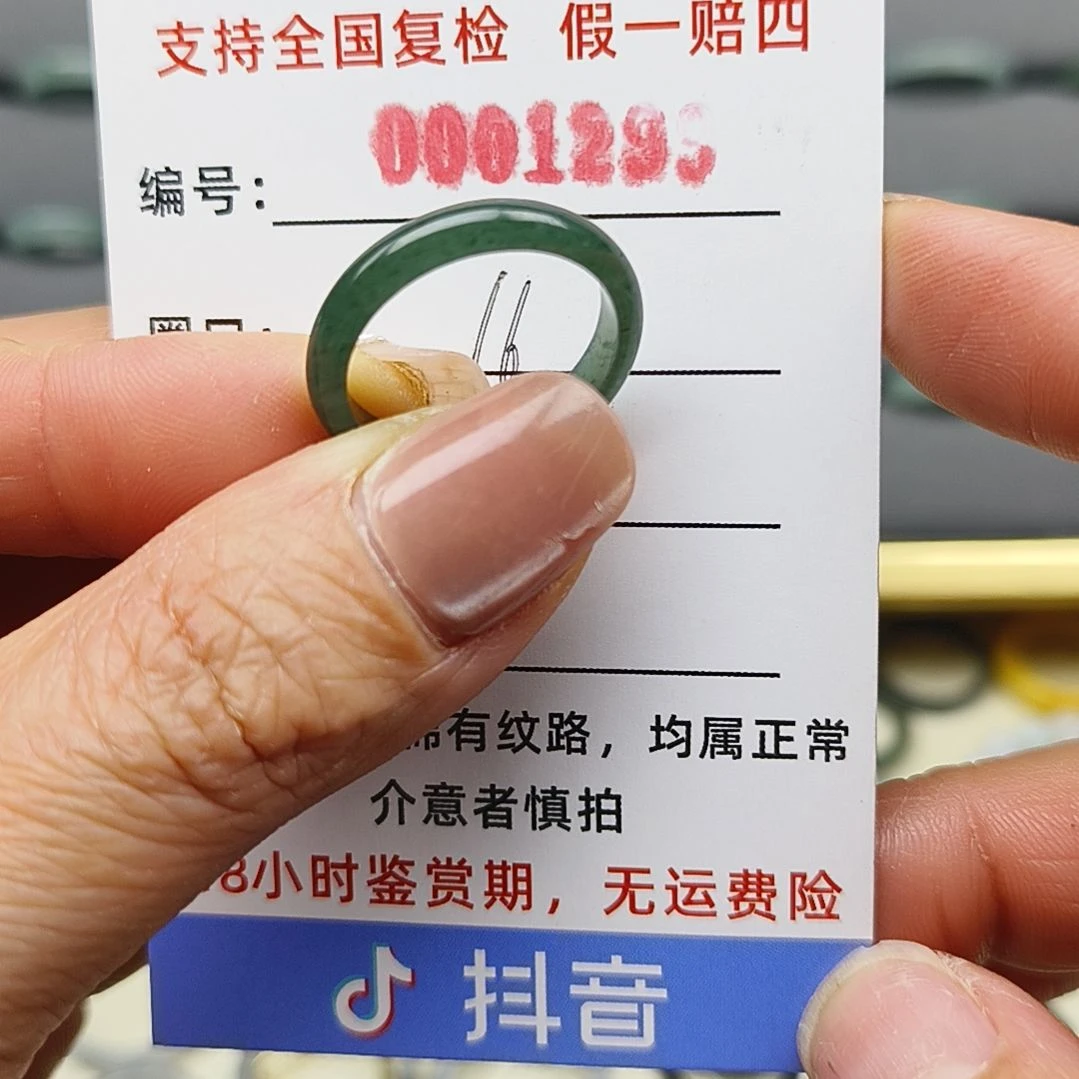 支持全国复检 假一赔四
编号：000129
16
有纹路，均属正常
介意者慎拍
8小时鉴赏期，无运费险
抖音